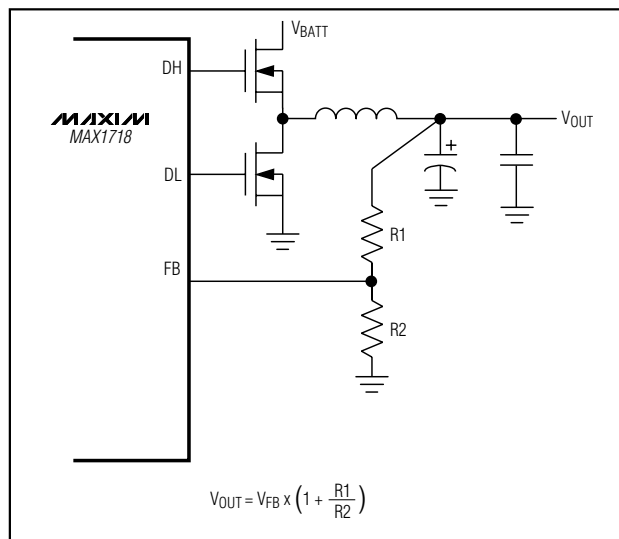 VBATT
DH
MAXIM
MAX1718
VOUT
DL
+
R1
FB
R2
VOUT = VFB x (1 + R1/R2)